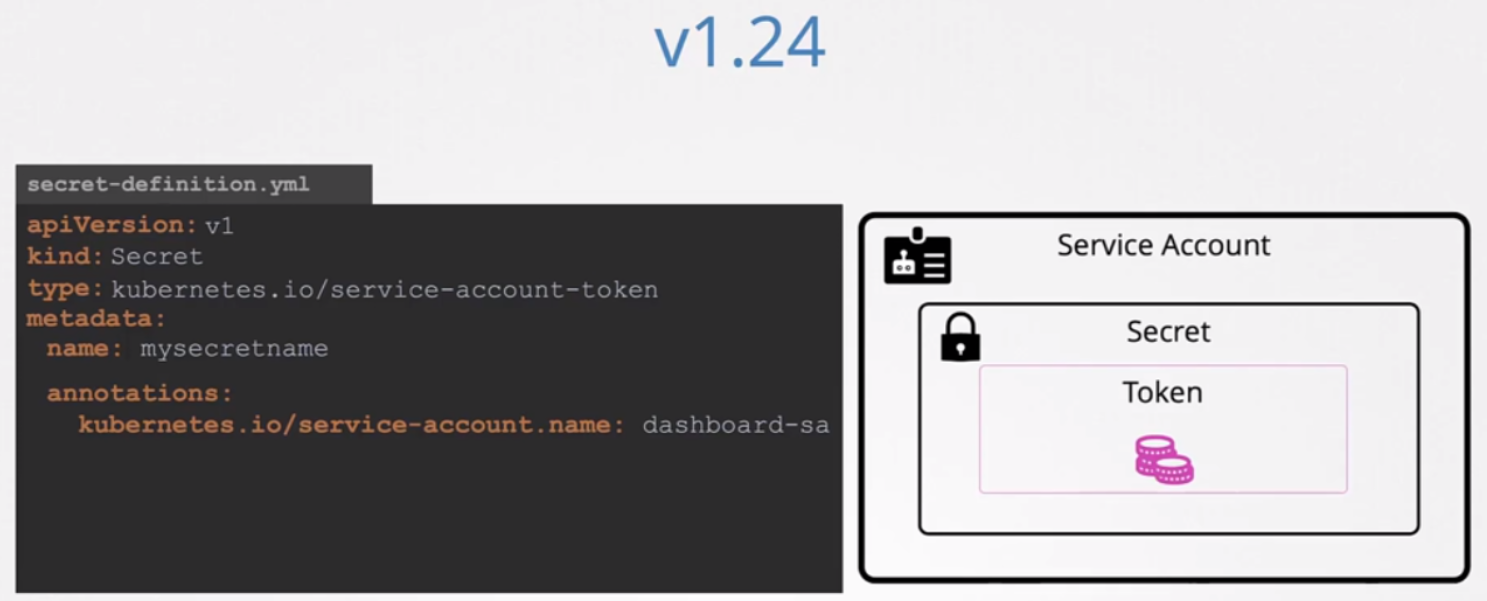 v1.24
secret-definition.yml
apiVersion: v1
kind: Secret
type: kubernetes.io/service-account-token
metadata:
name: mysecretname
annotations:
kubernetes.io/service-account.name: dashboard-sa
Service Account
Secret
Token